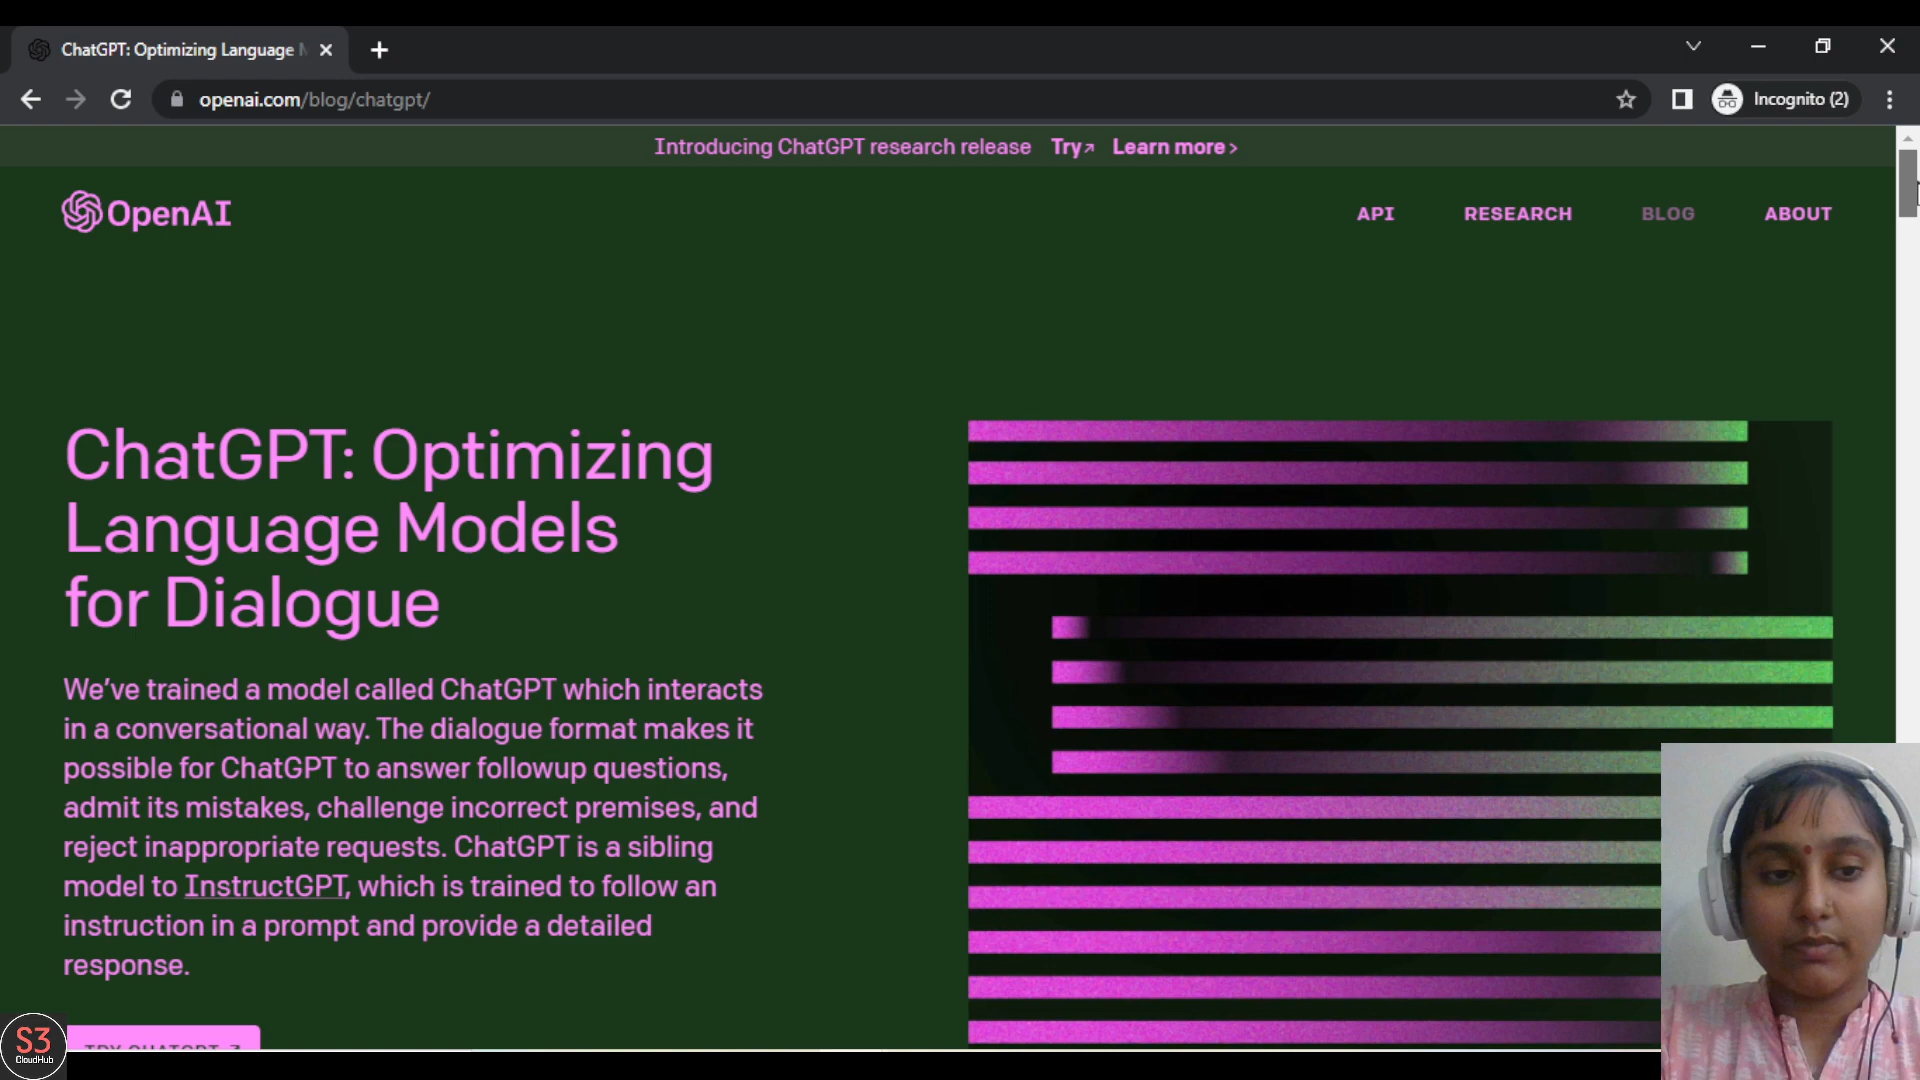 ChatGPT: Optimizing Language
openai.com/blog/chatgpt/
Incognito (2)
Introducing ChatGPT research release Try↗ Learn more >
OpenAI
API RESEARCH BLOG ABOUT
ChatGPT: Optimizing
Language Models
for Dialogue
We’ve trained a model called ChatGPT which interacts
in a conversational way. The dialogue format makes it
possible for ChatGPT to answer followup questions,
admit its mistakes, challenge incorrect premises, and
reject inappropriate requests. ChatGPT is a sibling
model to InstructGPT, which is trained to follow an
instruction in a prompt and provide a detailed
response.
TRY CHATGPT ↗
S3
CloudHub